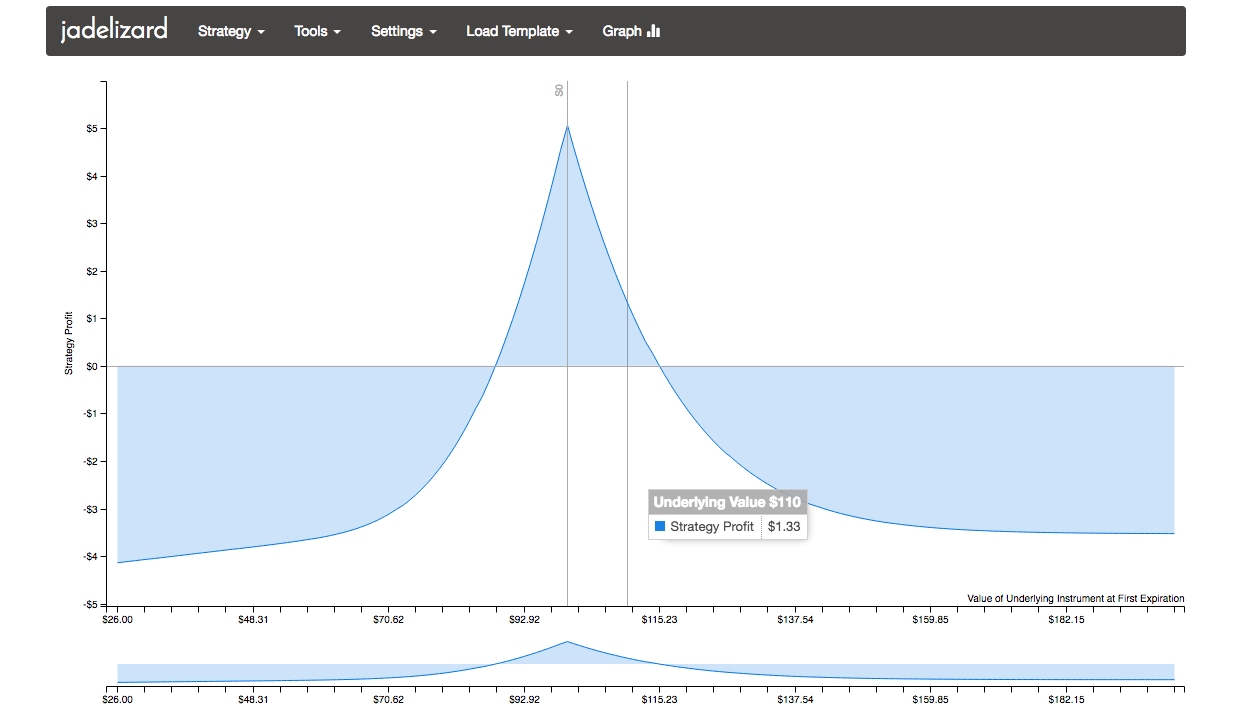 jadelizard Strategy Tools Settings Load Template Graph
$0
$5
$4
$3
$2
$1
$0
-$1
-$2
-$3
-$4
-$5
Strategy Profit
Underlying Value $110
Strategy Profit $1.33
Value of Underlying Instrument at First Expiration
$26.00 $48.31 $70.62 $92.92 $115.23 $137.54 $159.85 $182.15
$26.00 $48.31 $70.62 $92.92 $115.23 $137.54 $159.85 $182.15